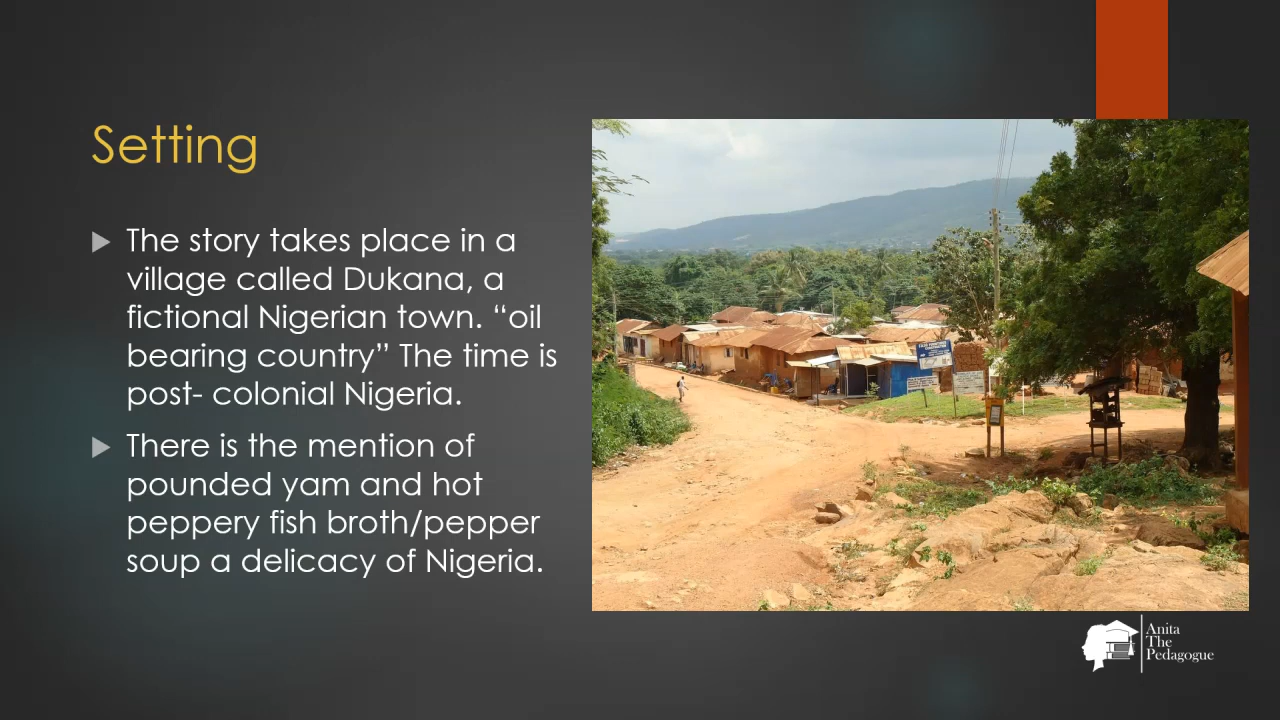 Setting
The story takes place in a
village called Dukana, a
fictional Nigerian town. “oil
bearing country” The time is
post- colonial Nigeria.
There is the mention of
pounded yam and hot
peppery fish broth/pepper
soup a delicacy of Nigeria.
Anita
The
Pedagogue